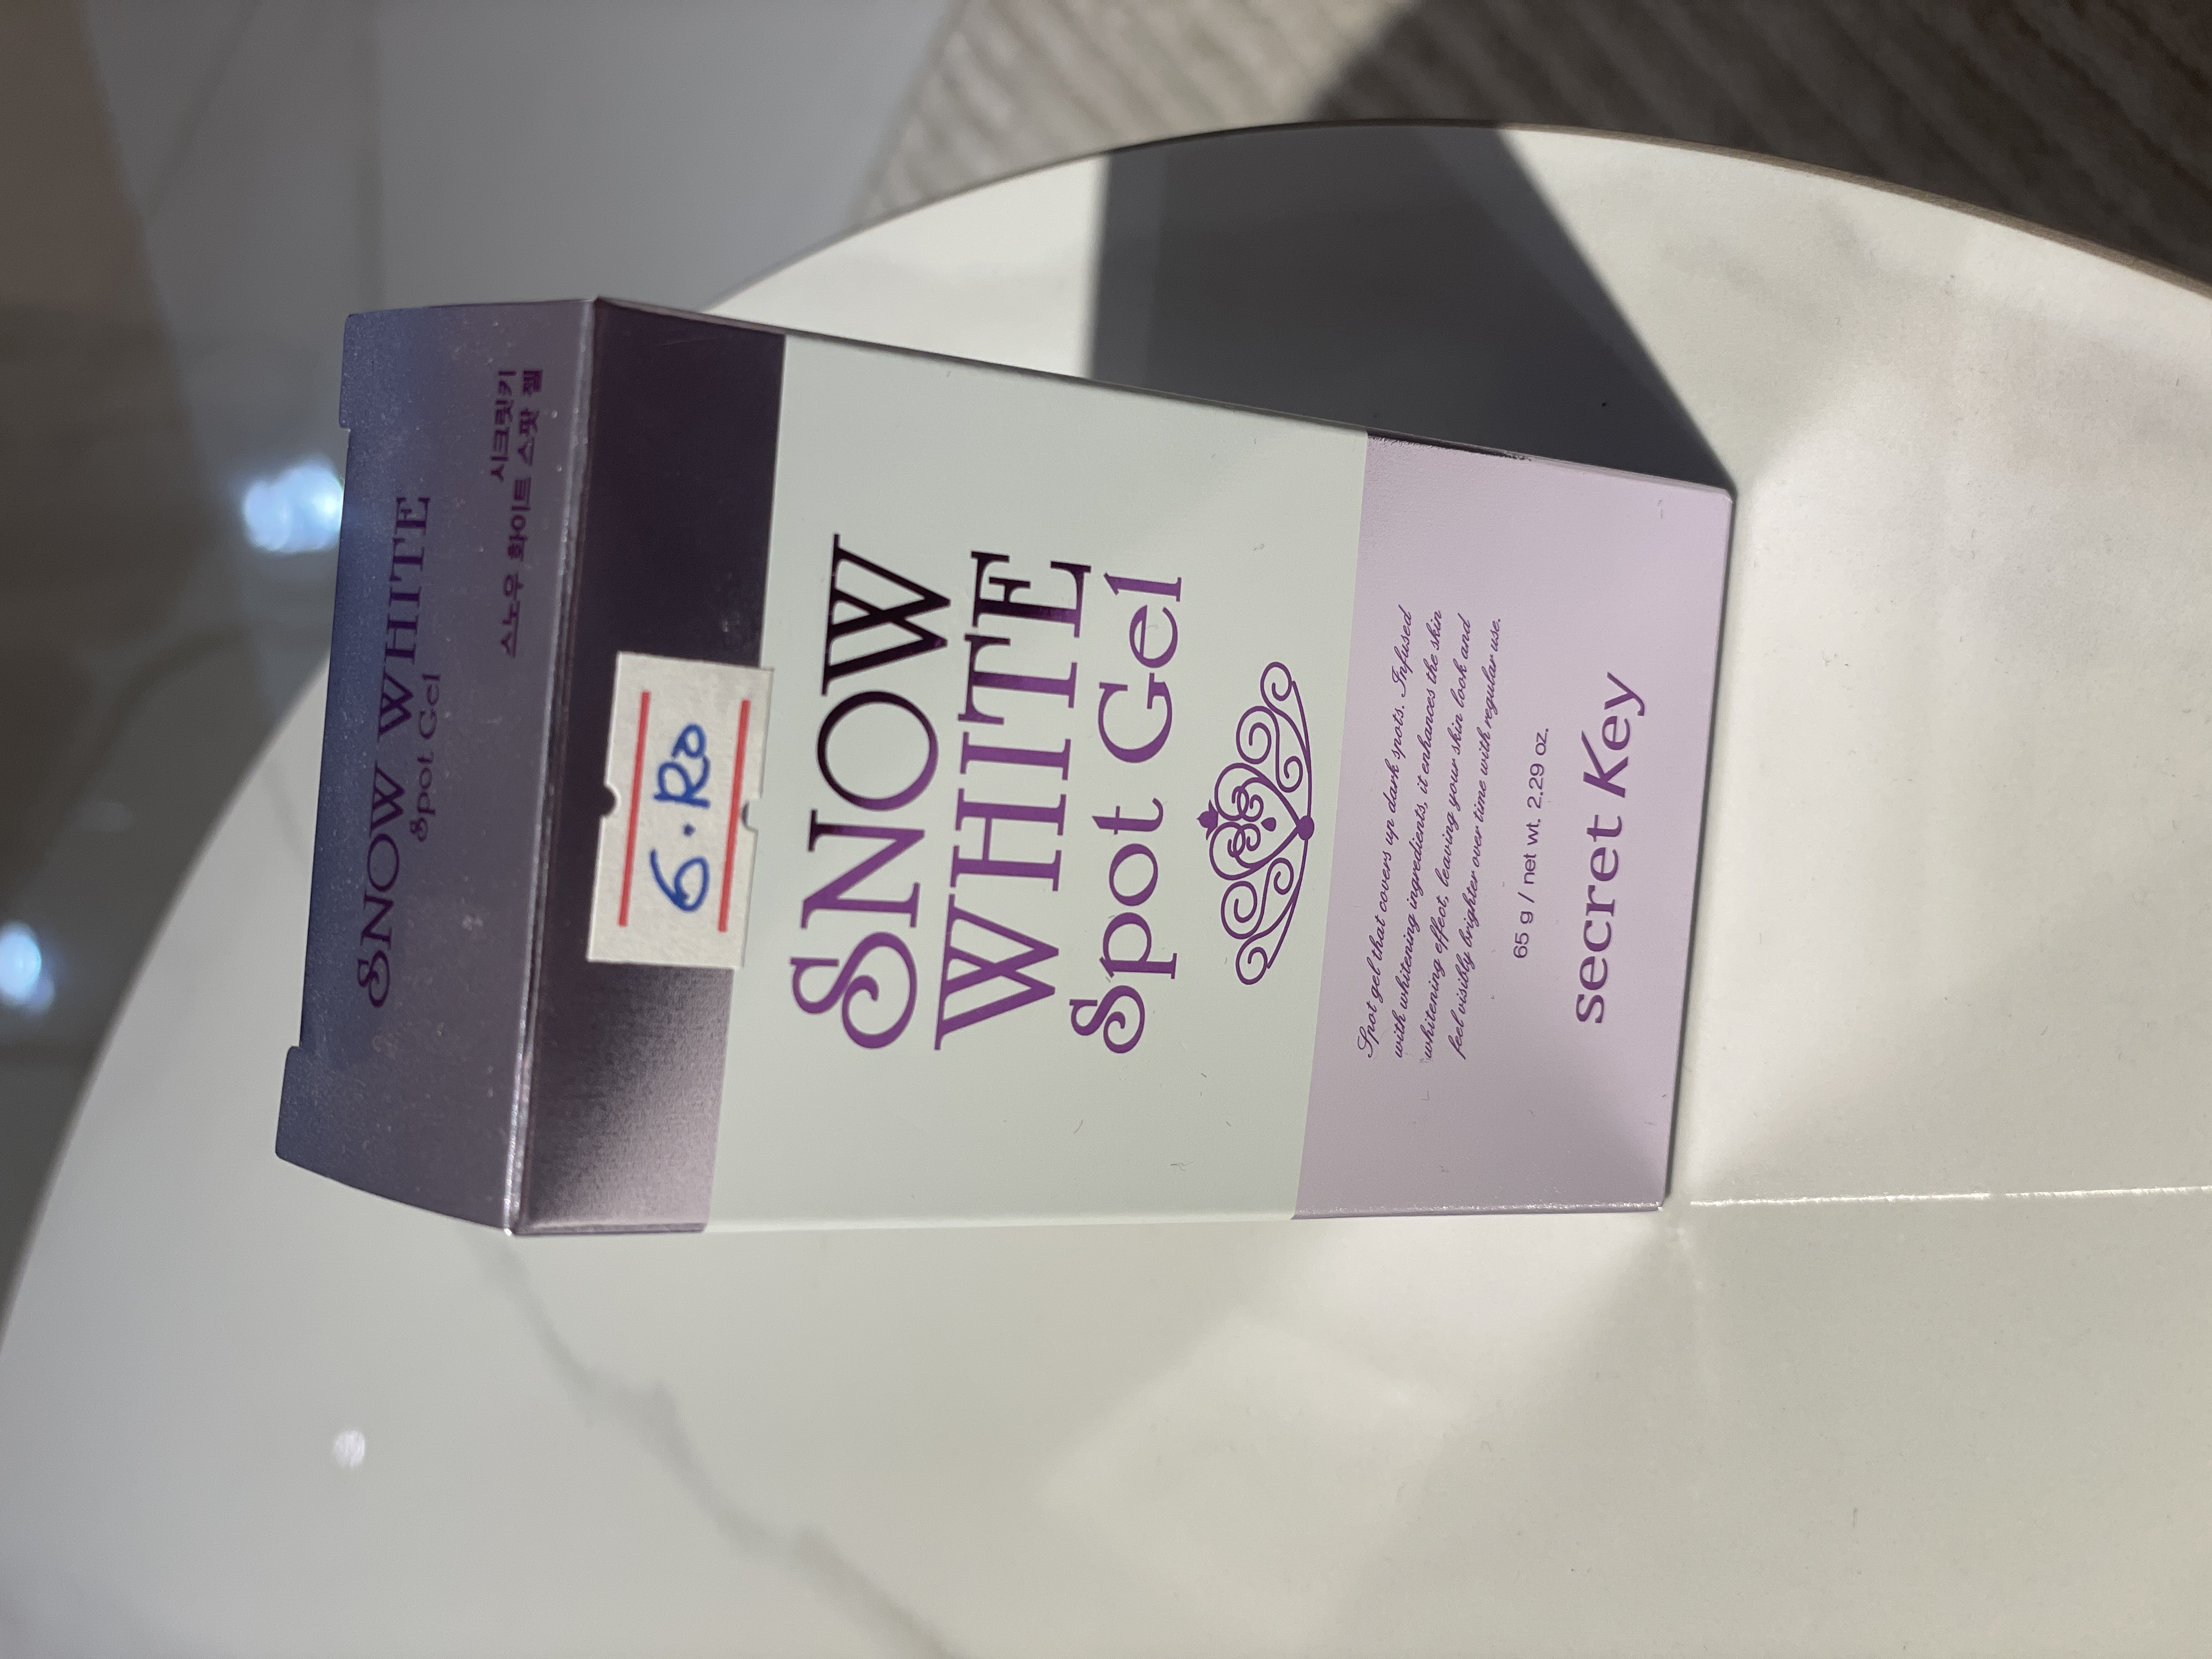 SNOW WHITE
Spot Gel
시크릿키
스노우 화이트 스팟 젤
SNOW
WHITE
Spot Gel
Spot gel that covers up dark spots. Infused
with whitening ingredients, it enhances the skin
whitening effect, leaving your skin look and
feel visibly brighter over time with regular use.
65 g / net wt. 2.29 oz.
secret Key